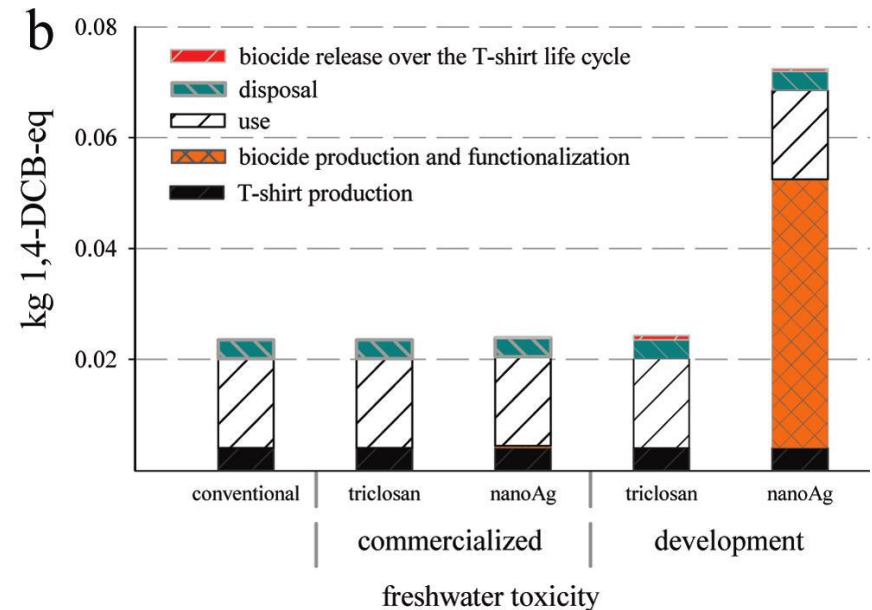 b
kg 1,4-DCB-eq
0.08
0.06
0.04
0.02
biocide release over the T-shirt life cycle
disposal
use
biocide production and functionalization
T-shirt production
conventional triclosan nanoAg triclosan nanoAg
commercialized development
freshwater toxicity